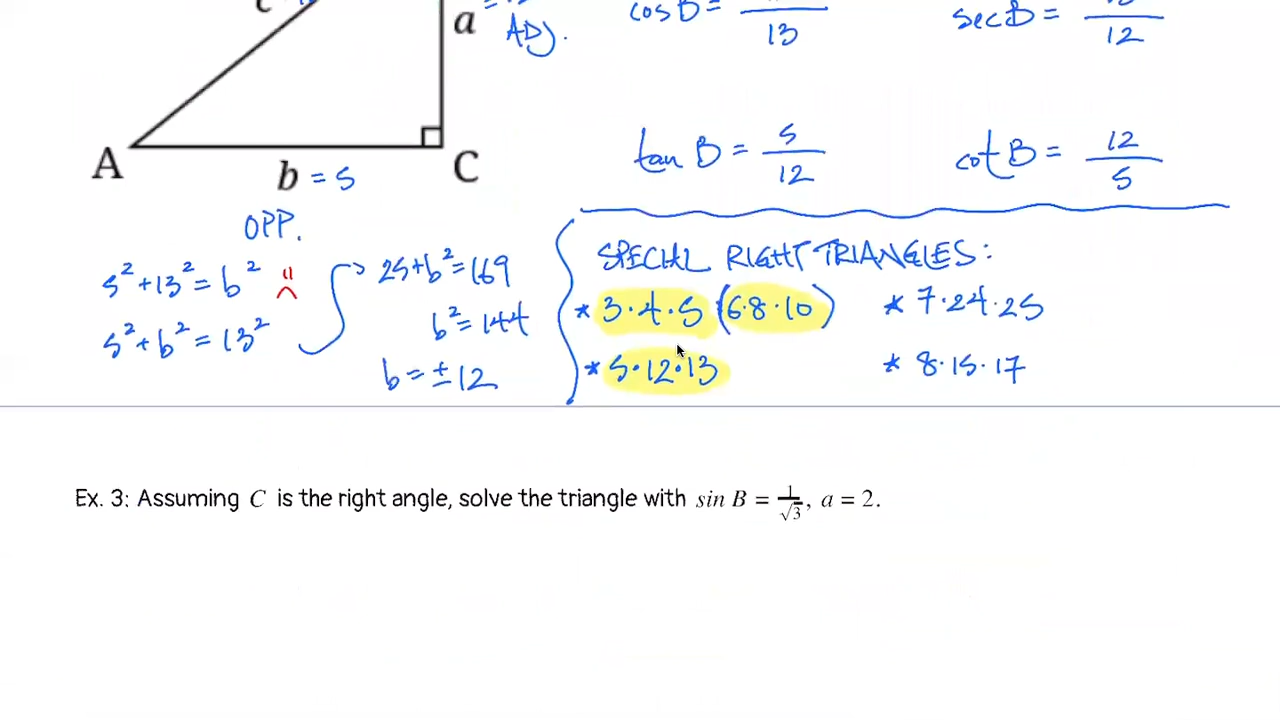 a
ADJ.
cos B =
13
sec B =
12
tan B = 5/12
cot B = 12/5
A
b = 5
C
OPP.
5² + 13² = b²
5² + b² = 13²
25 + b² = 169
b² = 144
b = ± 12
SPECIAL RIGHT TRIANGLES:
* 3·4·5 (6·8·10)
* 7·24·25
* 5·12·13
* 8·15·17
Ex. 3: Assuming C is the right angle, solve the triangle with sin B = 1/√3, a = 2.